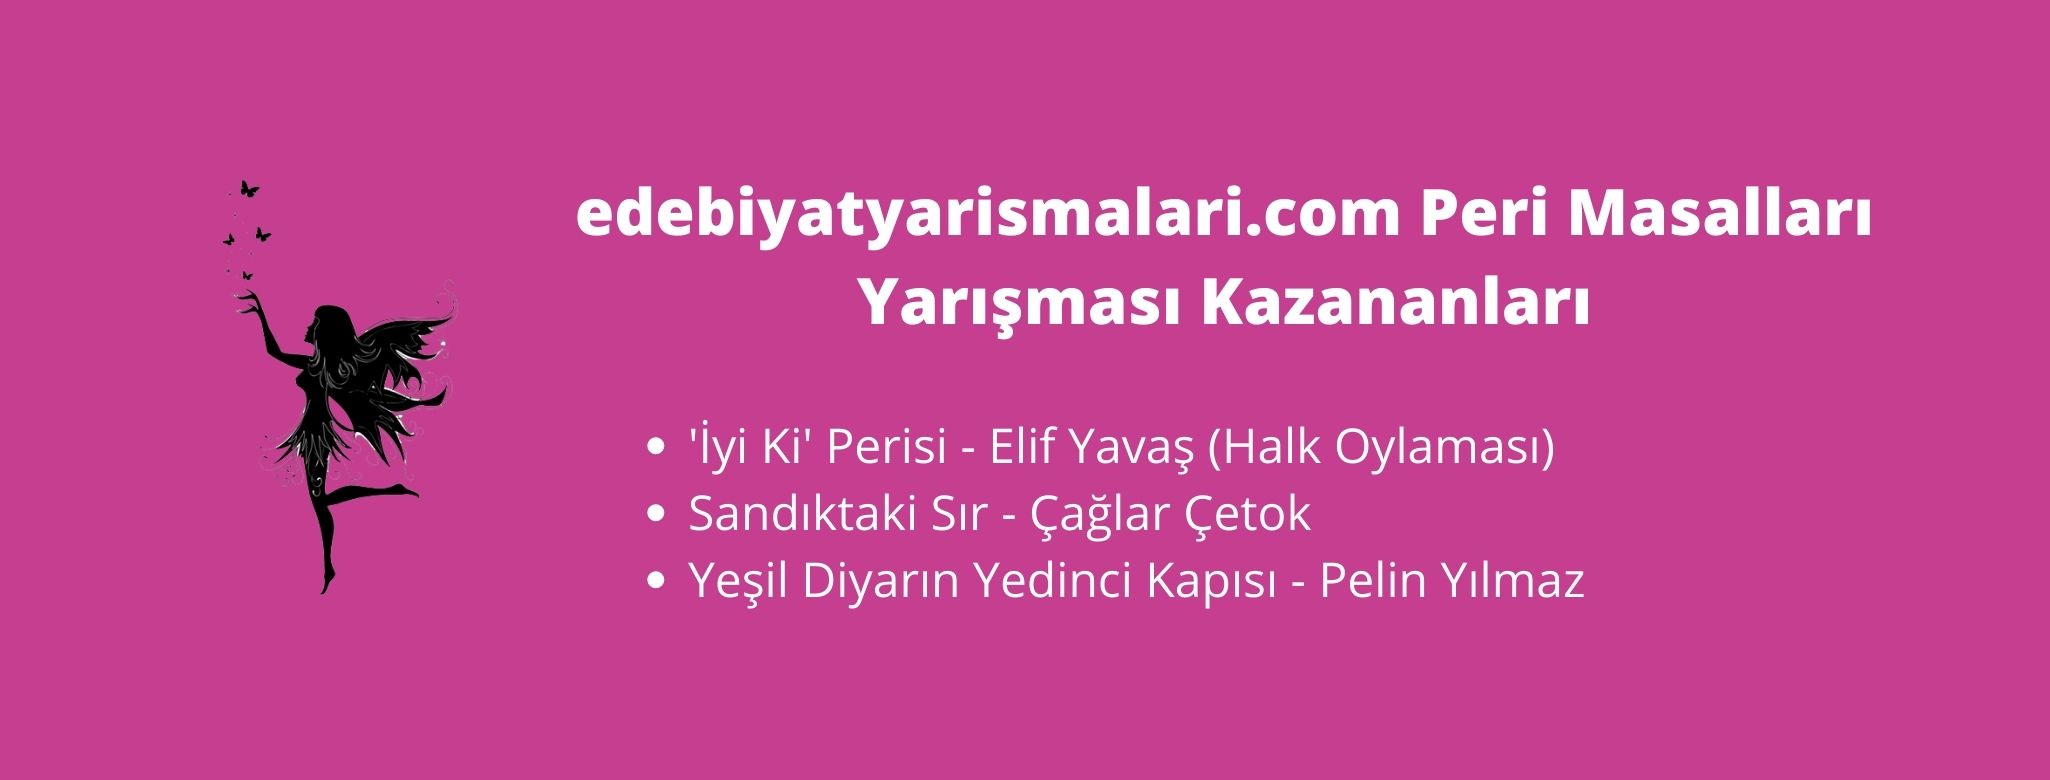 edebiyatyarismalari.com Peri Masalları
Yarışması Kazananları
• 'İyi Ki' Perisi - Elif Yavaş (Halk Oylaması)
• Sandıktaki Sır - Çağlar Çetok
• Yeşil Diyarın Yedinci Kapısı - Pelin Yılmaz